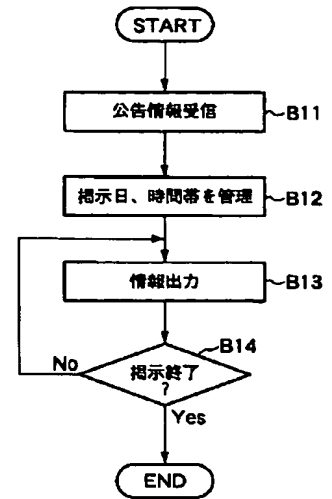 START
公告情報受信
B11
掲示日、時間帯を管理
B12
情報出力
B13
B14
掲示終了
?
No
Yes
END